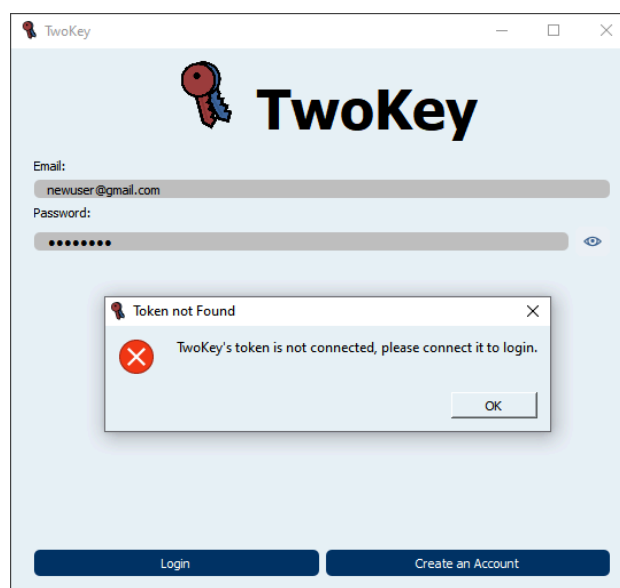 TwoKey
TwoKey
Email:
newuser@gmail.com
Password:
Token not Found
TwoKey's token is not connected, please connect it to login.
OK
Login
Create an Account